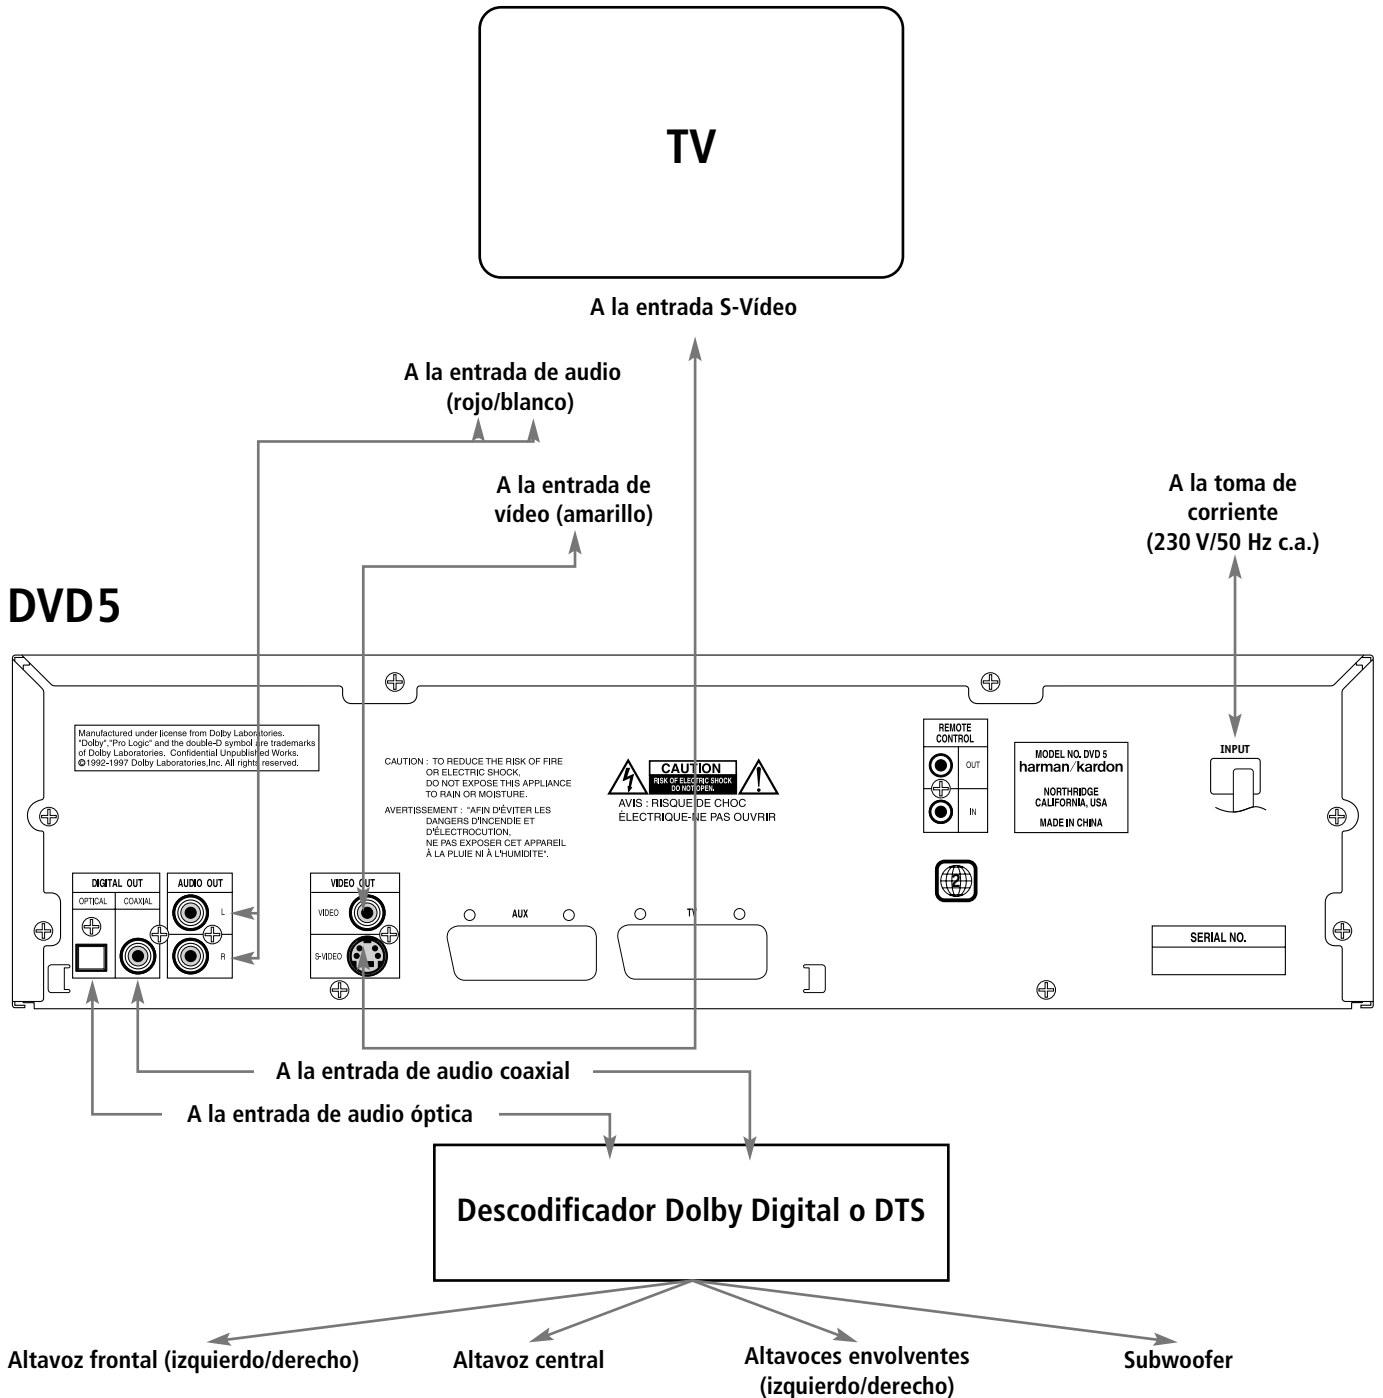 TV
A la entrada S-Vídeo
A la entrada de audio
(rojo/blanco)
A la entrada de
vídeo (amarillo)
A la toma de
corriente
(230 V/50 Hz c.a.)
DVD5
Manufactured under license from Dolby Laboratories.
"Dolby","Pro Logic" and the double-D symbol are trademarks
of Dolby Laboratories. Confidential Unpublished Works.
©1992-1997 Dolby Laboratories,Inc. All rights reserved.
CAUTION : TO REDUCE THE RISK OF FIRE
OR ELECTRIC SHOCK,
DO NOT EXPOSE THIS APPLIANCE
TO RAIN OR MOISTURE.
AVERTISSEMENT : "AFIN D'ÉVITER LES
DANGERS D'INCENDIE ET
D'ÉLECTROCUTION,
NE PAS EXPOSER CET APPAREIL
À LA PLUIE NI À L'HUMIDITE".
CAUTION
RISK OF ELECTRIC SHOCK
DO NOT OPEN.
AVIS : RISQUE DE CHOC
ÉLECTRIQUE-NE PAS OUVRIR
REMOTE
CONTROL
OUT
IN
MODEL NO. DVD 5
harman/kardon
NORTHRIDGE
CALIFORNIA, USA
MADE IN CHINA
INPUT
2
DIGITAL OUT
OPTICAL
COAXIAL
AUDIO OUT
L
R
VIDEO OUT
VIDEO
S-VIDEO
AUX
TV
SERIAL NO.
A la entrada de audio coaxial
A la entrada de audio óptica
Descodificador Dolby Digital o DTS
Altavoz frontal (izquierdo/derecho)
Altavoz central
Altavoces envolventes
(izquierdo/derecho)
Subwoofer